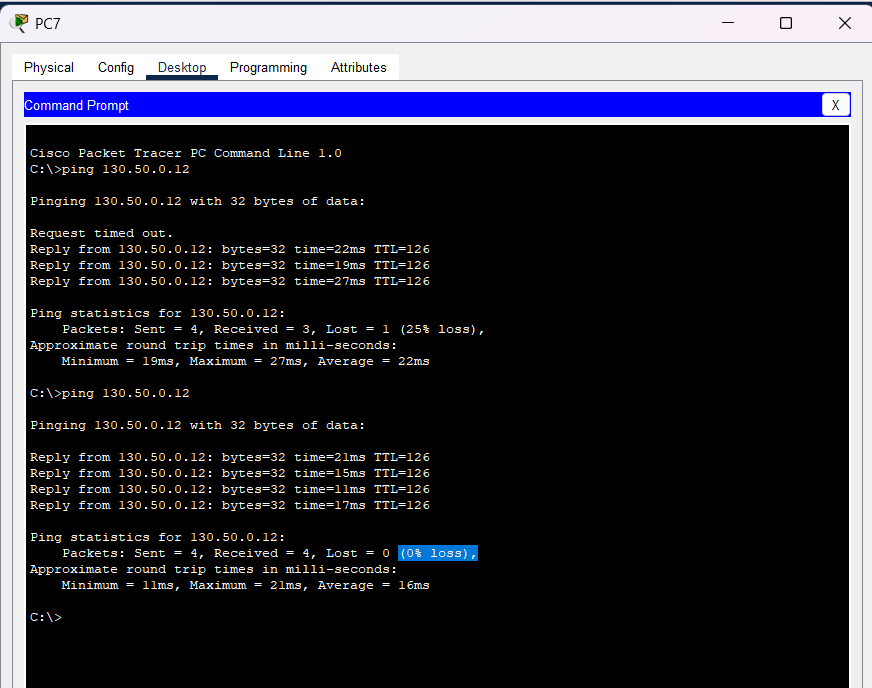 PC7
Physical Config Desktop Programming Attributes
Command Prompt X
Cisco Packet Tracer PC Command Line 1.0
C:\>ping 130.50.0.12
Pinging 130.50.0.12 with 32 bytes of data:
Request timed out.
Reply from 130.50.0.12: bytes=32 time=22ms TTL=126
Reply from 130.50.0.12: bytes=32 time=19ms TTL=126
Reply from 130.50.0.12: bytes=32 time=27ms TTL=126
Ping statistics for 130.50.0.12:
    Packets: Sent = 4, Received = 3, Lost = 1 (25% loss),
Approximate round trip times in milli-seconds:
    Minimum = 19ms, Maximum = 27ms, Average = 22ms
C:\>ping 130.50.0.12
Pinging 130.50.0.12 with 32 bytes of data:
Reply from 130.50.0.12: bytes=32 time=21ms TTL=126
Reply from 130.50.0.12: bytes=32 time=15ms TTL=126
Reply from 130.50.0.12: bytes=32 time=11ms TTL=126
Reply from 130.50.0.12: bytes=32 time=17ms TTL=126
Ping statistics for 130.50.0.12:
    Packets: Sent = 4, Received = 4, Lost = 0 (0% loss),
Approximate round trip times in milli-seconds:
    Minimum = 11ms, Maximum = 21ms, Average = 16ms
C:\>